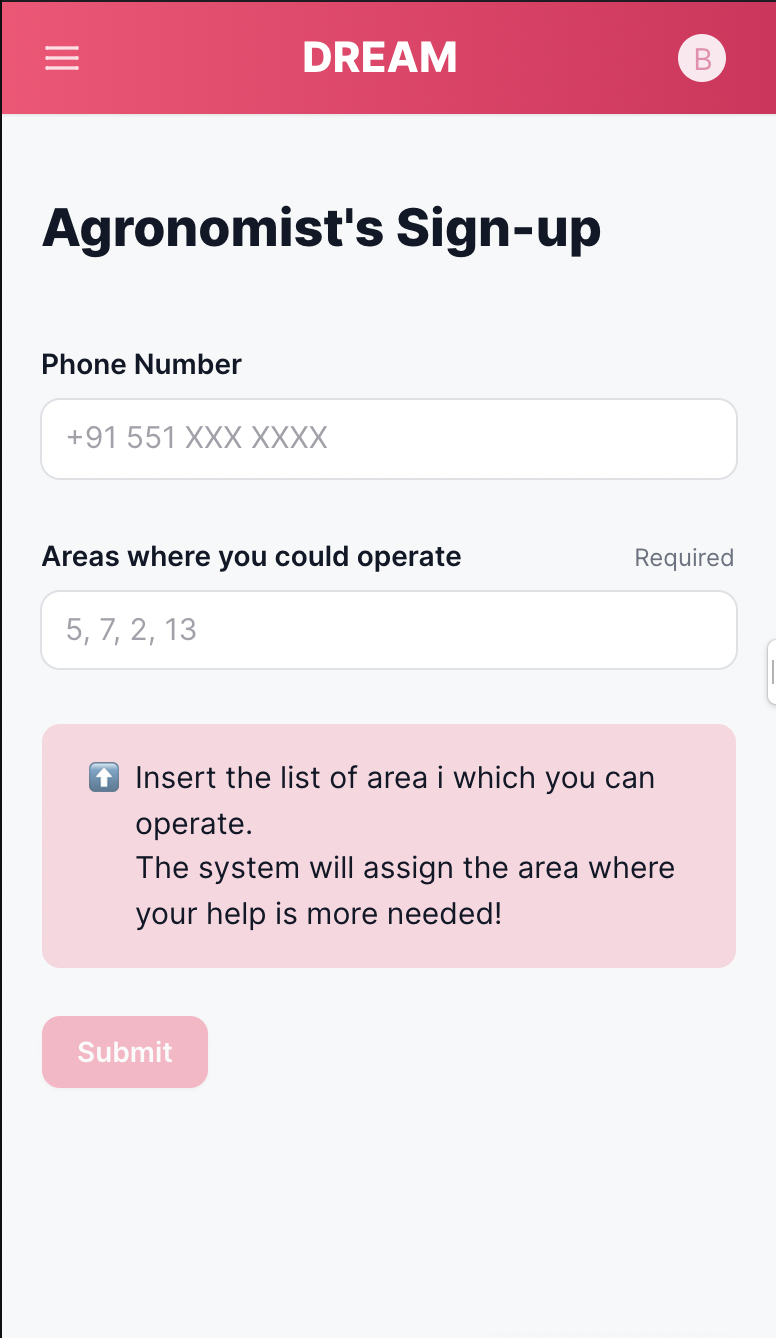 DREAM
B
Agronomist's Sign-up
Phone Number
+91 551 XXX XXXX
Areas where you could operate
Required
5, 7, 2, 13
Insert the list of area i which you can
operate.
The system will assign the area where
your help is more needed!
Submit